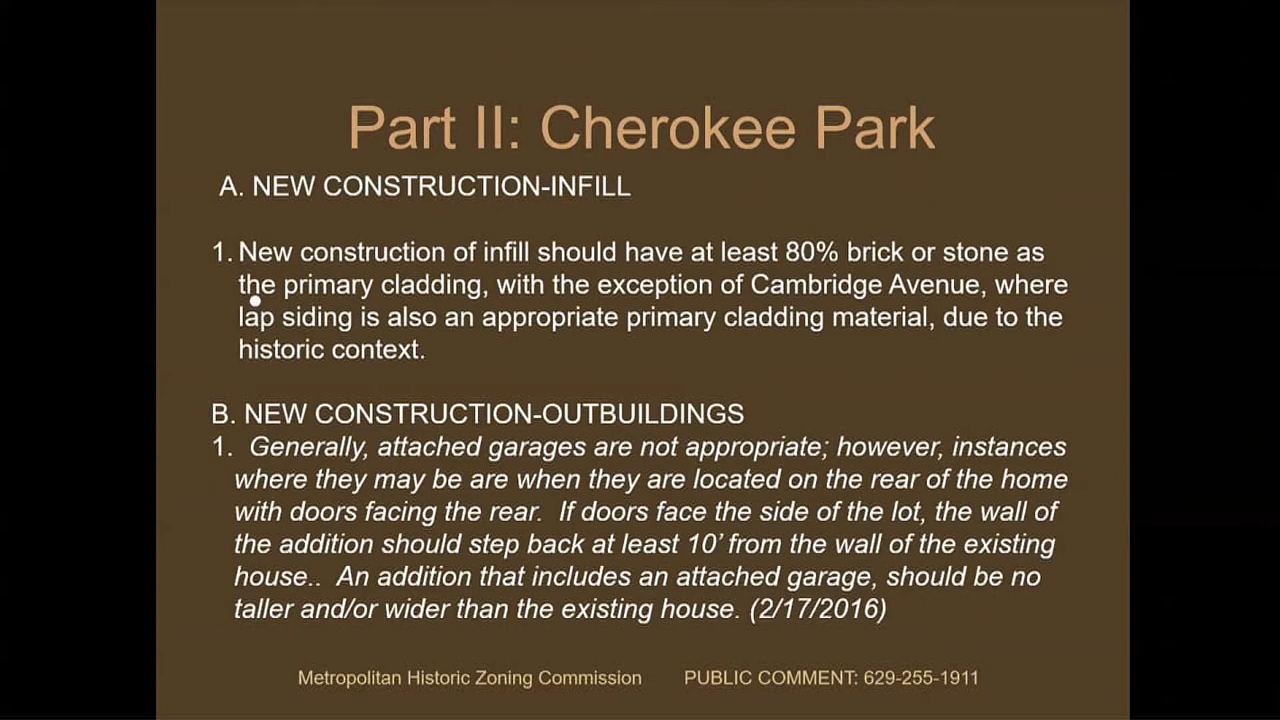 Part II: Cherokee Park
A. NEW CONSTRUCTION-INFILL
1. New construction of infill should have at least 80% brick or stone as
the primary cladding, with the exception of Cambridge Avenue, where
lap siding is also an appropriate primary cladding material, due to the
historic context.
B. NEW CONSTRUCTION-OUTBUILDINGS
1. Generally, attached garages are not appropriate; however, instances
where they may be are when they are located on the rear of the home
with doors facing the rear. If doors face the side of the lot, the wall of
the addition should step back at least 10’ from the wall of the existing
house.. An addition that includes an attached garage, should be no
taller and/or wider than the existing house. (2/17/2016)
Metropolitan Historic Zoning Commission PUBLIC COMMENT: 629-255-1911